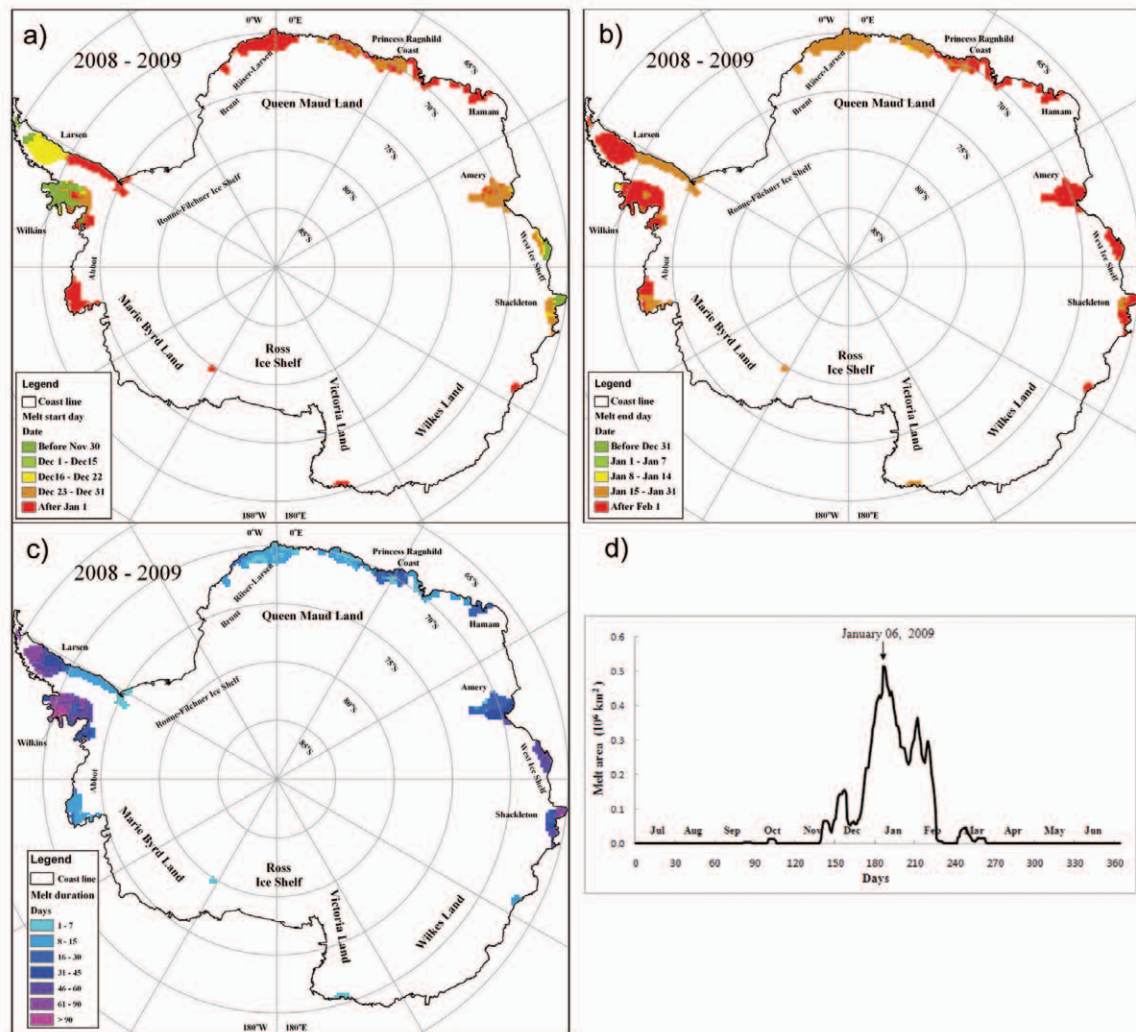 a)
2008 - 2009
0°W 0°E
Princess Ragnhild
Coast
65°S
Riiser-Larsen
Brunt
Queen Maud Land
70°S
Hamam
Larsen
75°S
Amery
Ronne-Filchner Ice Shelf
80°S
Wilkins
85°S
West Ice Shelf
Abbot
Shackleton
Marie Byrd Land
Ross
Ice Shelf
Victoria Land
Wilkes Land
Legend
Coast line
Melt start day
Date
Before Nov 30
Dec 1 - Dec15
Dec16 - Dec 22
Dec 23 - Dec 31
After Jan 1
180°W 180°E
b)
2008 - 2009
0°W 0°E
Princess Ragnhild
Coast
65°S
Riiser-Larsen
Brunt
Queen Maud Land
70°S
Hamam
Larsen
75°S
Amery
Ronne-Filchner Ice Shelf
80°S
Wilkins
85°S
West Ice Shelf
Abbot
Shackleton
Marie Byrd Land
Ross
Ice Shelf
Victoria Land
Wilkes Land
Legend
Coast line
Melt end day
Date
Before Dec 31
Jan 1 - Jan 7
Jan 8 - Jan 14
Jan 15 - Jan 31
After Feb 1
180°W 180°E
c)
2008 - 2009
0°W 0°E
Princess Ragnhild
Coast
65°S
Riiser-Larsen
Brunt
Queen Maud Land
70°S
Hamam
Larsen
75°S
Amery
Ronne-Filchner Ice Shelf
80°S
Wilkins
85°S
West Ice Shelf
Abbot
Shackleton
Marie Byrd Land
Ross
Ice Shelf
Victoria Land
Wilkes Land
Legend
Coast line
Melt duration
Days
1 - 7
8 - 15
16 - 30
31 - 45
46 - 60
61 - 90
> 90
180°W 180°E
d)
January 06, 2009
Melt area (10⁶ km²)
0.6
0.5
0.4
0.3
0.2
0.1
0.0
Jul Aug Sep Oct Nov Dec Jan Feb Mar Apr May Jun
0 30 60 90 120 150 180 210 240 270 300 330 360
Days